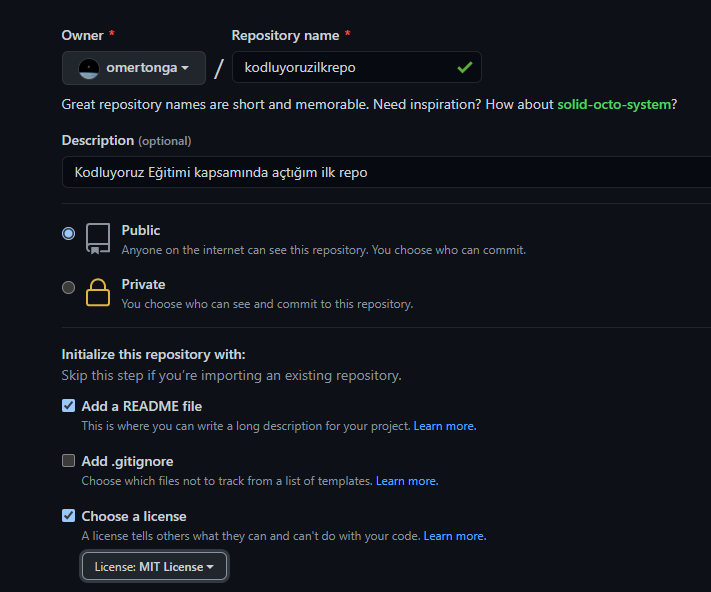 Owner * Repository name *
omertonga / kodluyoruzilkrepo
Great repository names are short and memorable. Need inspiration? How about solid-octo-system?
Description (optional)
Kodluyoruz Eğitimi kapsamında açtığım ilk repo
Public
Anyone on the internet can see this repository. You choose who can commit.
Private
You choose who can see and commit to this repository.
Initialize this repository with:
Skip this step if you're importing an existing repository.
Add a README file
This is where you can write a long description for your project. Learn more.
Add .gitignore
Choose which files not to track from a list of templates. Learn more.
Choose a license
A license tells others what they can and can't do with your code. Learn more.
License: MIT License